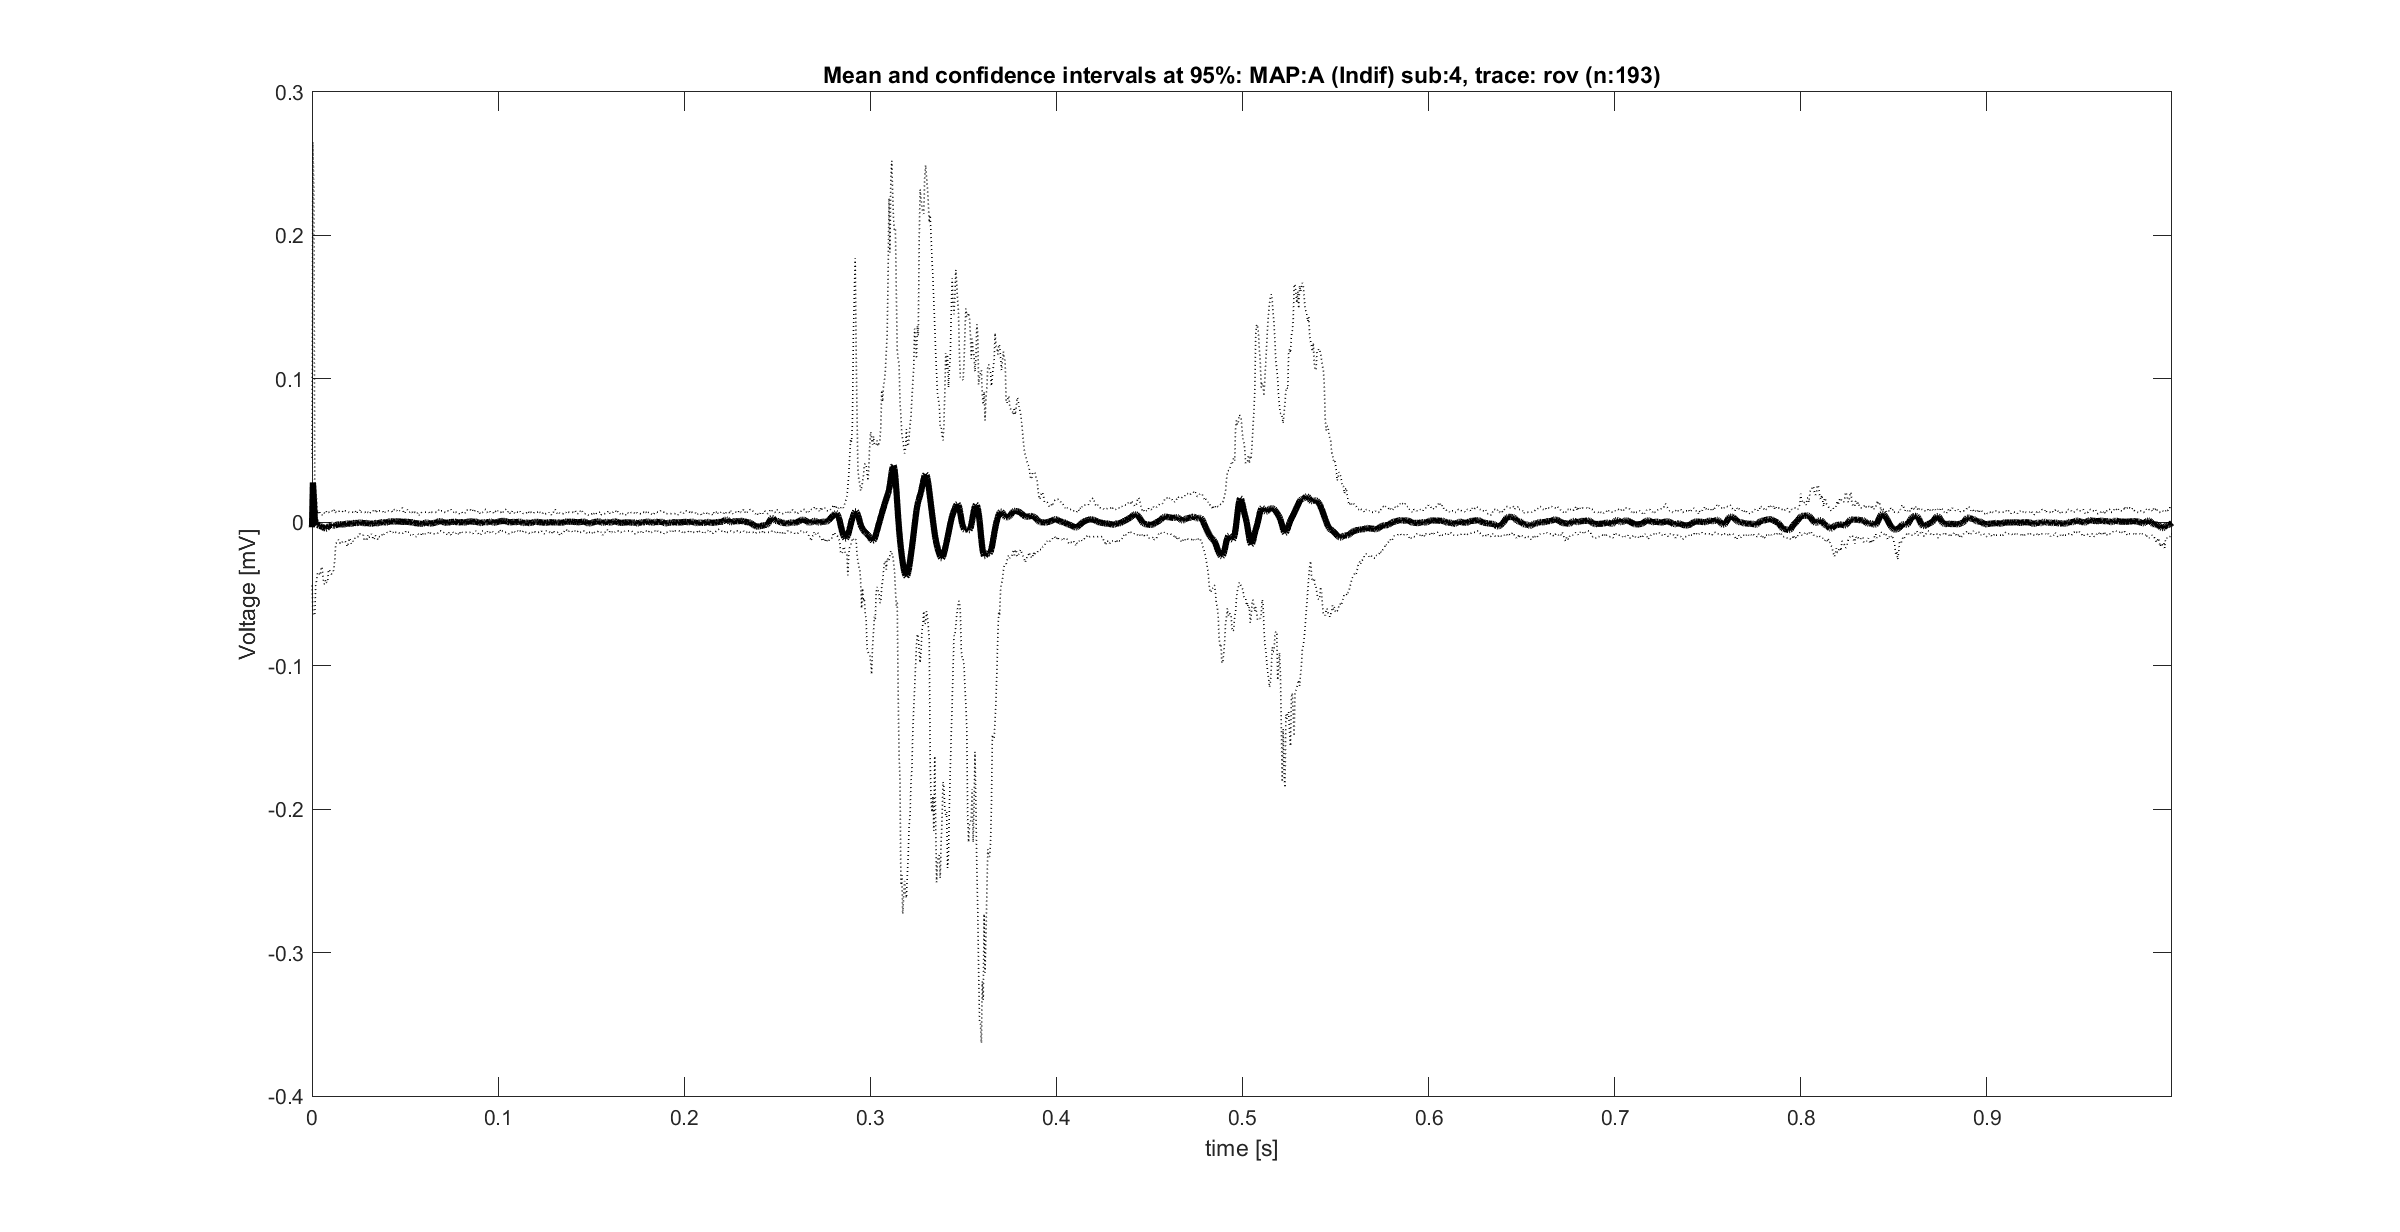 Mean and confidence intervals at 95%: MAP:A (Indif) sub:4, trace: rov (n:193)
0.3
0.2
0.1
0
-0.1
-0.2
-0.3
-0.4
Voltage [mV]
0 0.1 0.2 0.3 0.4 0.5 0.6 0.7 0.8 0.9
time [s]